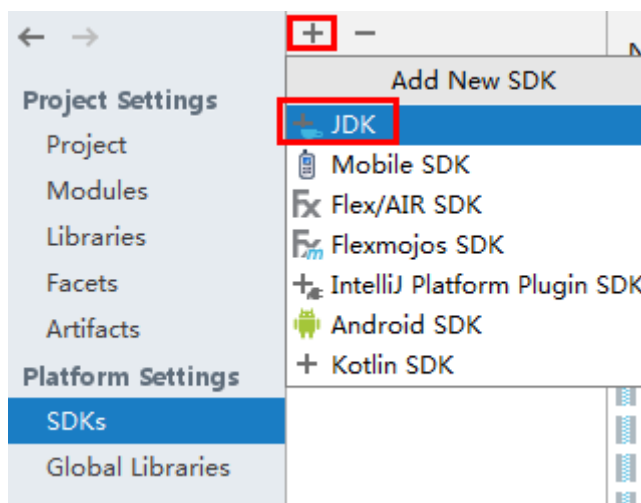 Project Settings
Project
Modules
Libraries
Facets
Artifacts
Platform Settings
SDKs
Global Libraries
Add New SDK
JDK
Mobile SDK
Flex/AIR SDK
Flexmojos SDK
IntelliJ Platform Plugin SDK
Android SDK
Kotlin SDK